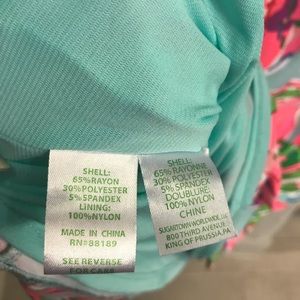 SHELL:
65%RAYON
30%POLYESTER
5%SPANDEX
LINING:
100%NYLON
MADE IN CHINA
RN#88189
SEE REVERSE
FOR CARE
SHELL:
65%RAYONNE
30%POLYESTER
5%SPANDEX
DOUBLURE:
100%NYLON
CHINE
SUGARTOWN WORLDWIDE, LLC
800 THIRD AVENUE
KING OF PRUSSIA,PA